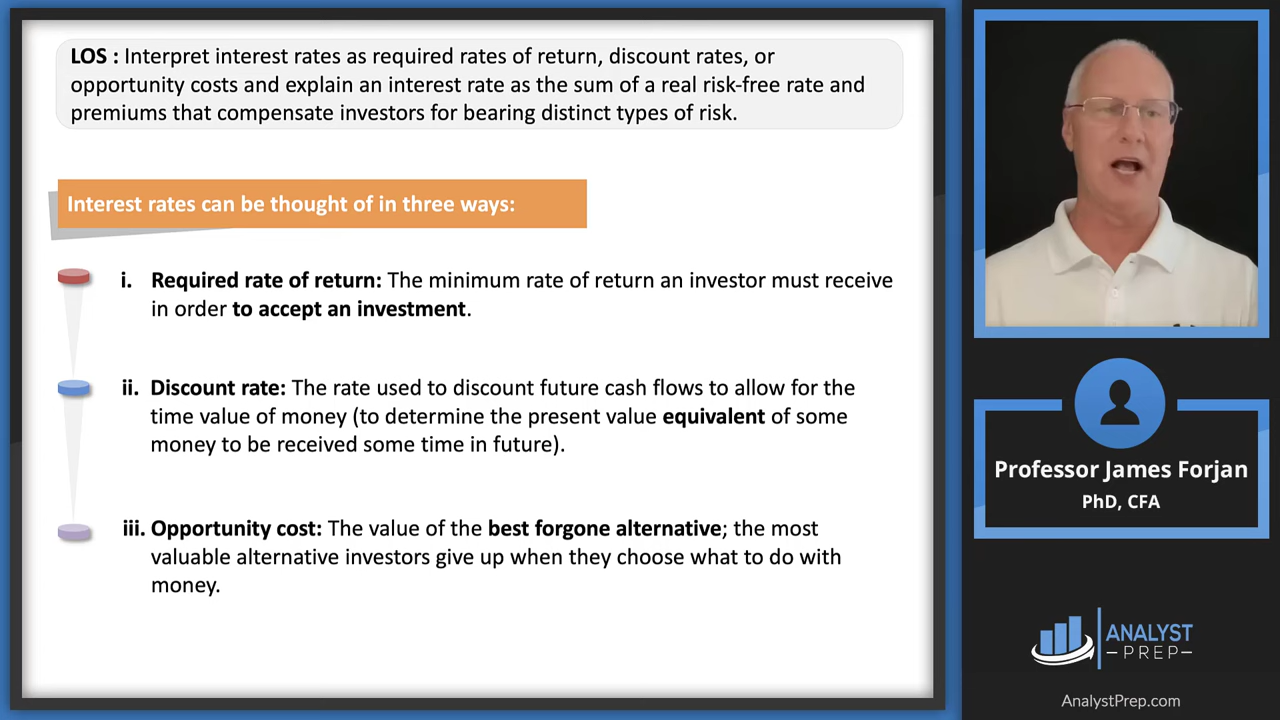 LOS : Interpret interest rates as required rates of return, discount rates, or
opportunity costs and explain an interest rate as the sum of a real risk-free rate and
premiums that compensate investors for bearing distinct types of risk.
Interest rates can be thought of in three ways:
i. Required rate of return: The minimum rate of return an investor must receive
in order to accept an investment.
ii. Discount rate: The rate used to discount future cash flows to allow for the
time value of money (to determine the present value equivalent of some
money to be received some time in future).
iii. Opportunity cost: The value of the best forgone alternative; the most
valuable alternative investors give up when they choose what to do with
money.
Professor James Forjan
PhD, CFA
ANALYST
PREP
AnalystPrep.com